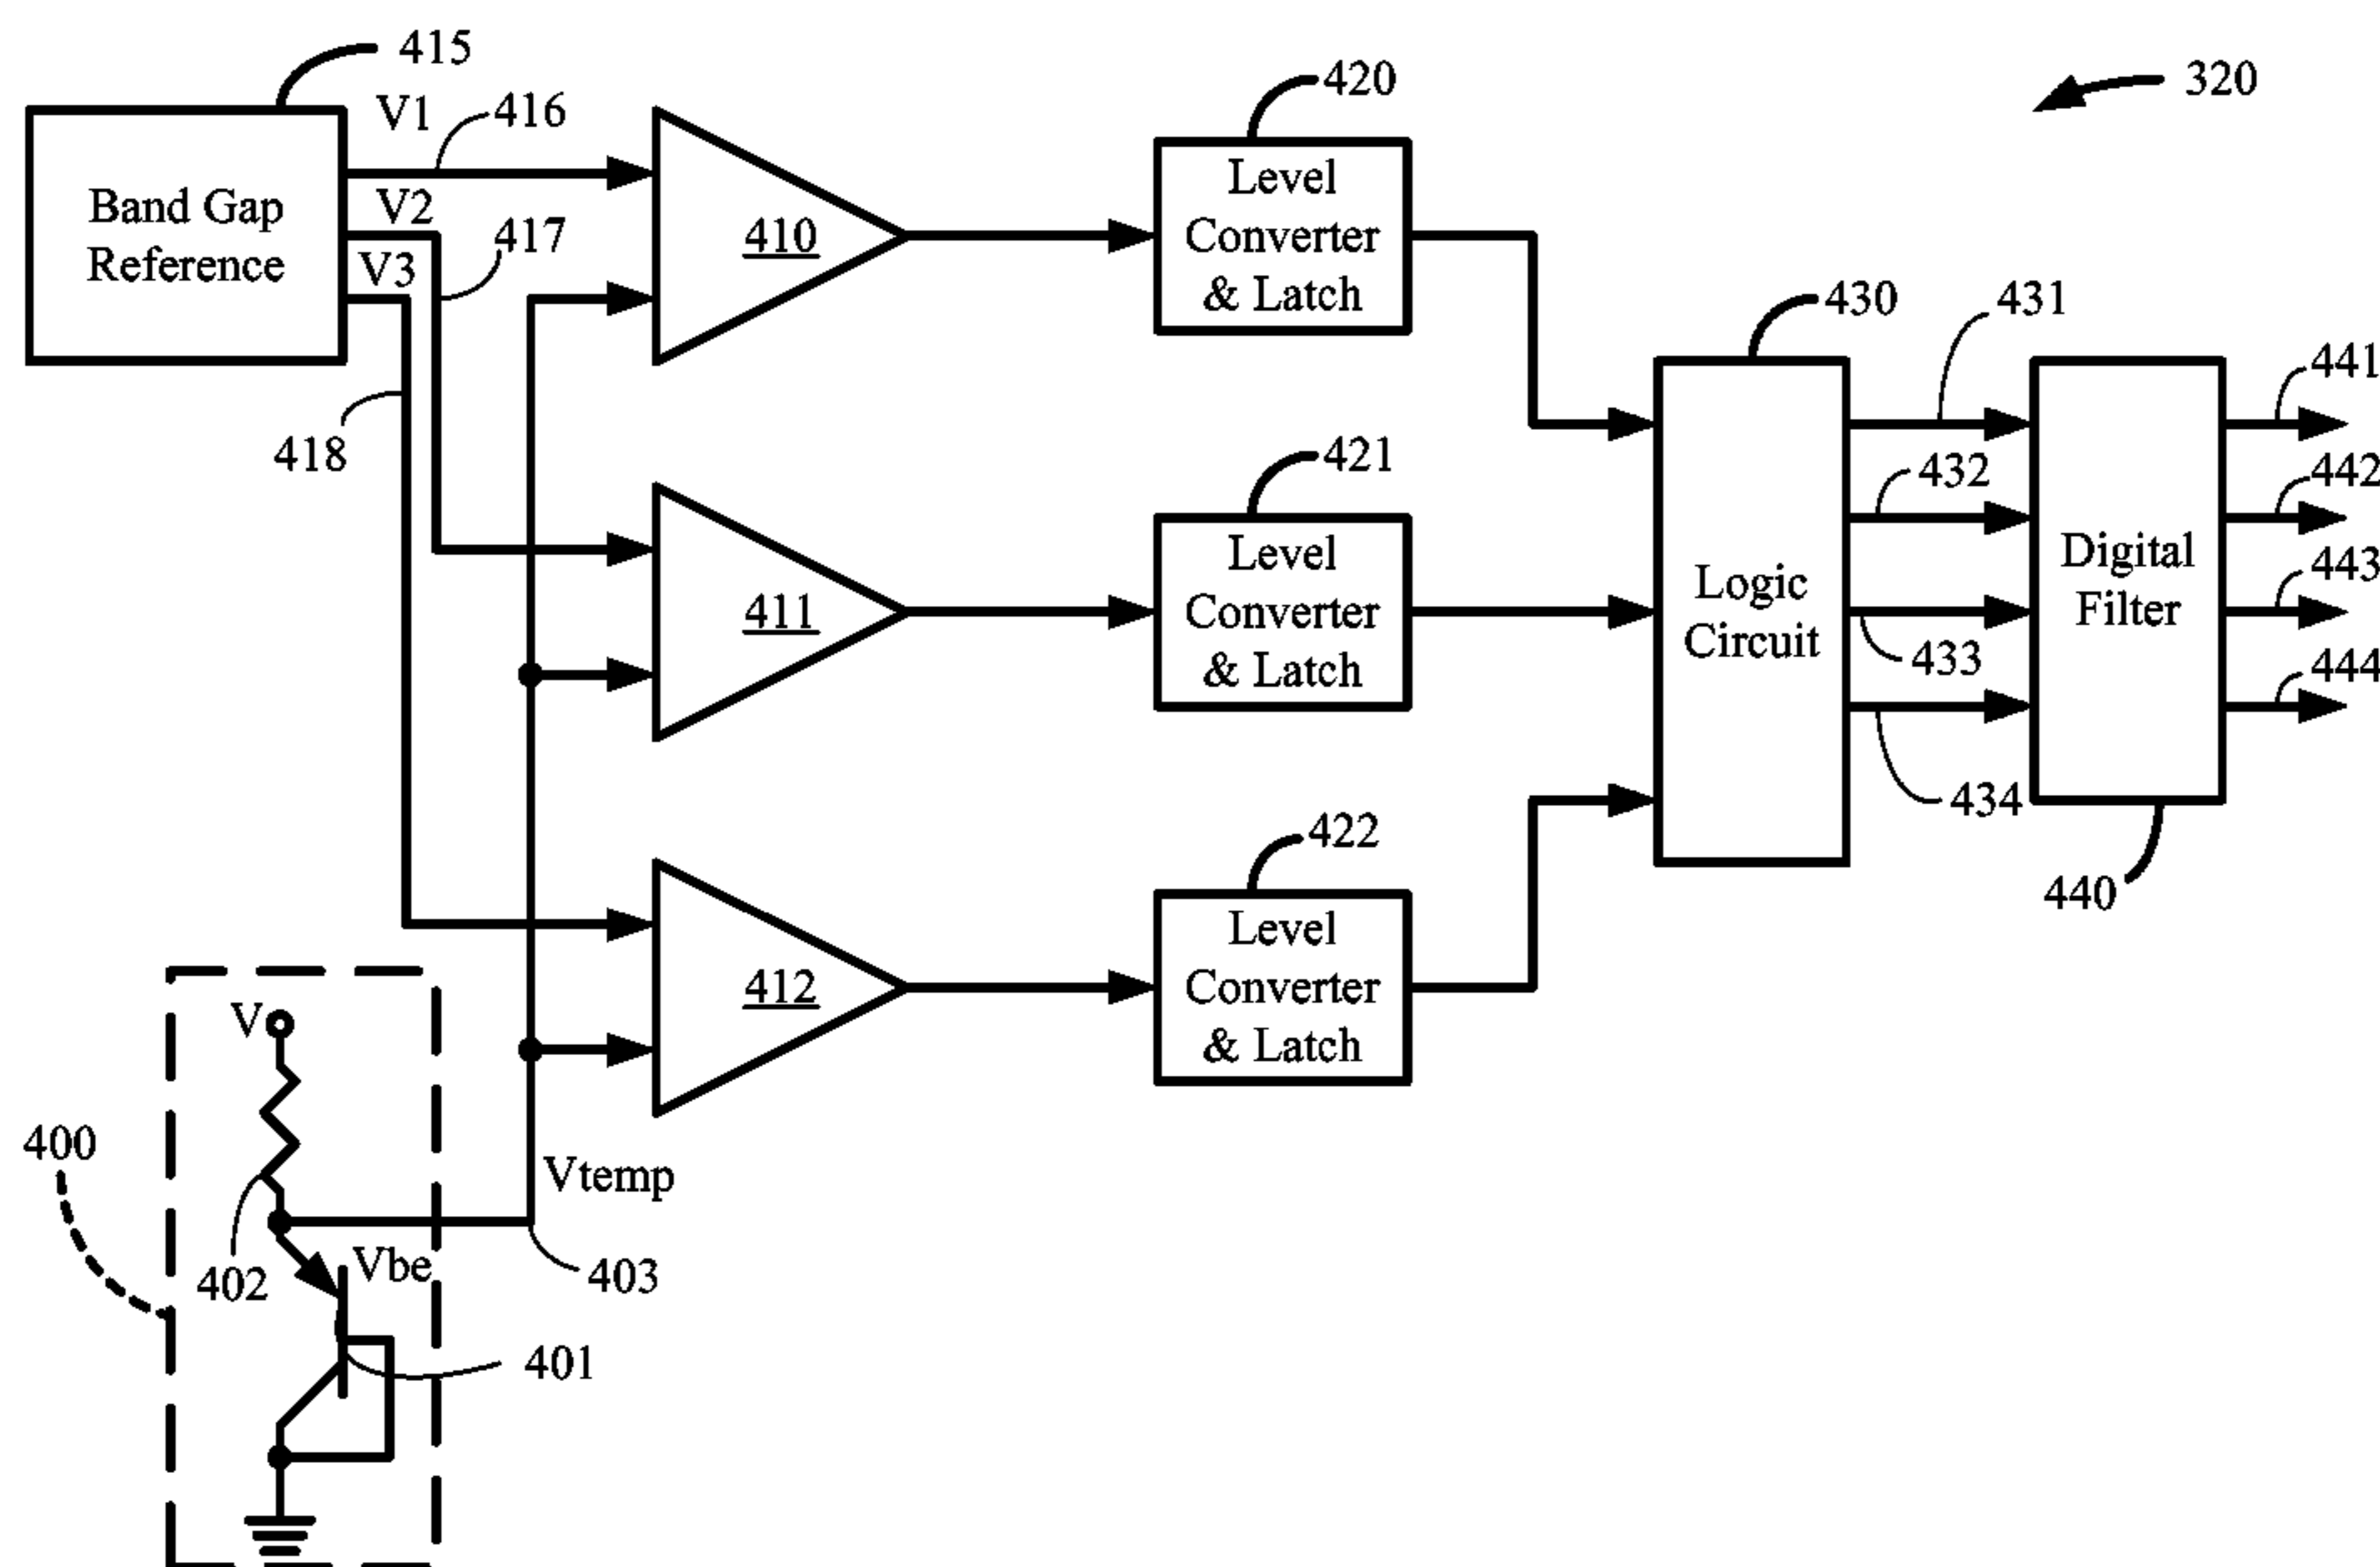 415
V1
416
Band Gap
Reference
V2
417
V3
418
410
411
412
420
Level
Converter
& Latch
421
Level
Converter
& Latch
422
Level
Converter
& Latch
320
430
Logic
Circuit
431
432
433
434
Digital
Filter
440
441
442
443
444
400
V
402
Vbe
401
Vtemp
403